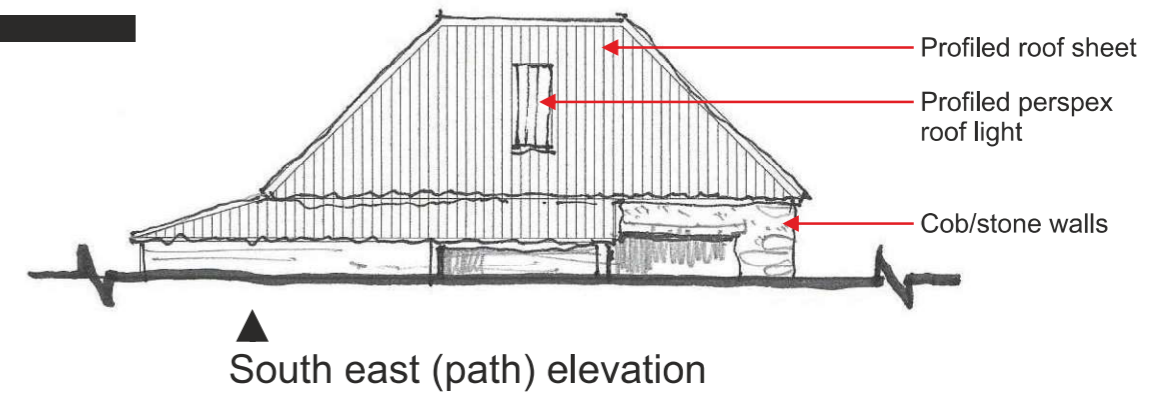 Profiled roof sheet
Profiled perspex
roof light
Cob/stone walls
South east (path) elevation